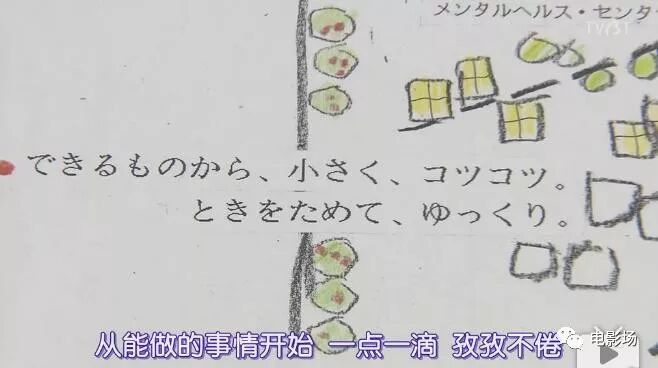 メンタルヘルス・センタ
できるものから、小さく、コツコツ。
ときをためて、ゆっくり。
从能做的事情开始 一点一滴 孜孜不倦
电影场